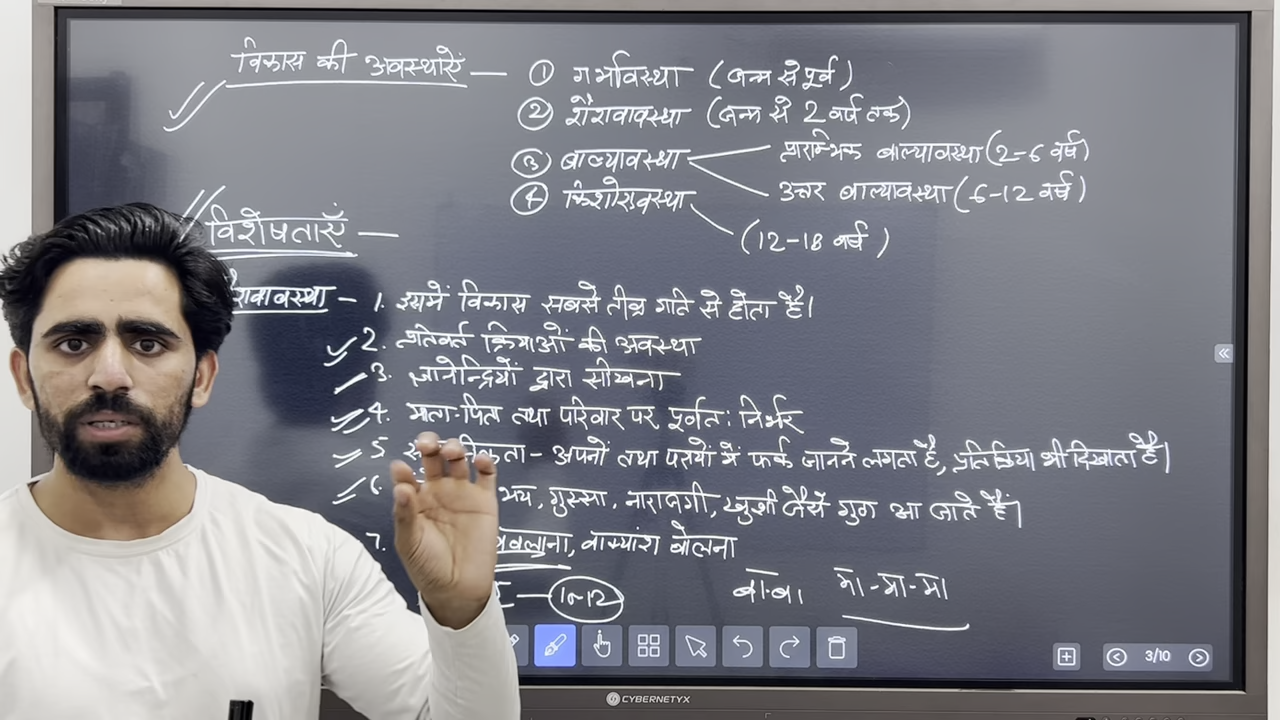 विकास की अवस्थाएँ — ① गर्भावस्था (जन्म से पूर्व)
② शैशवावस्था (जन्म से 2 वर्ष तक)
③ बाल्यावस्था प्रारम्भिक बाल्यावस्था (2-6 वर्ष)
उत्तर बाल्यावस्था (6-12 वर्ष)
④ किशोरावस्था
(12-18 वर्ष)
विशेषताएँ —
1. इसमें विकास सबसे तीव्र गति से होता है।
2. प्रतिवर्त क्रियाओं की अवस्था
3. ज्ञानेन्द्रियों द्वारा सीखना
4. माता-पिता तथा परिवार पर पूर्णत: निर्भर
5. अपनों तथा परायों में फर्क जानने लगता है, प्रतिक्रिया भी दिखाता है।
6. भय, गुस्सा, नाराजगी, खुशी जैसे गुण आ जाते हैं।
7. वाक्यांश बोलना
10-12 बा-बा मा-मा-मा
3/10
CYBERNETYX